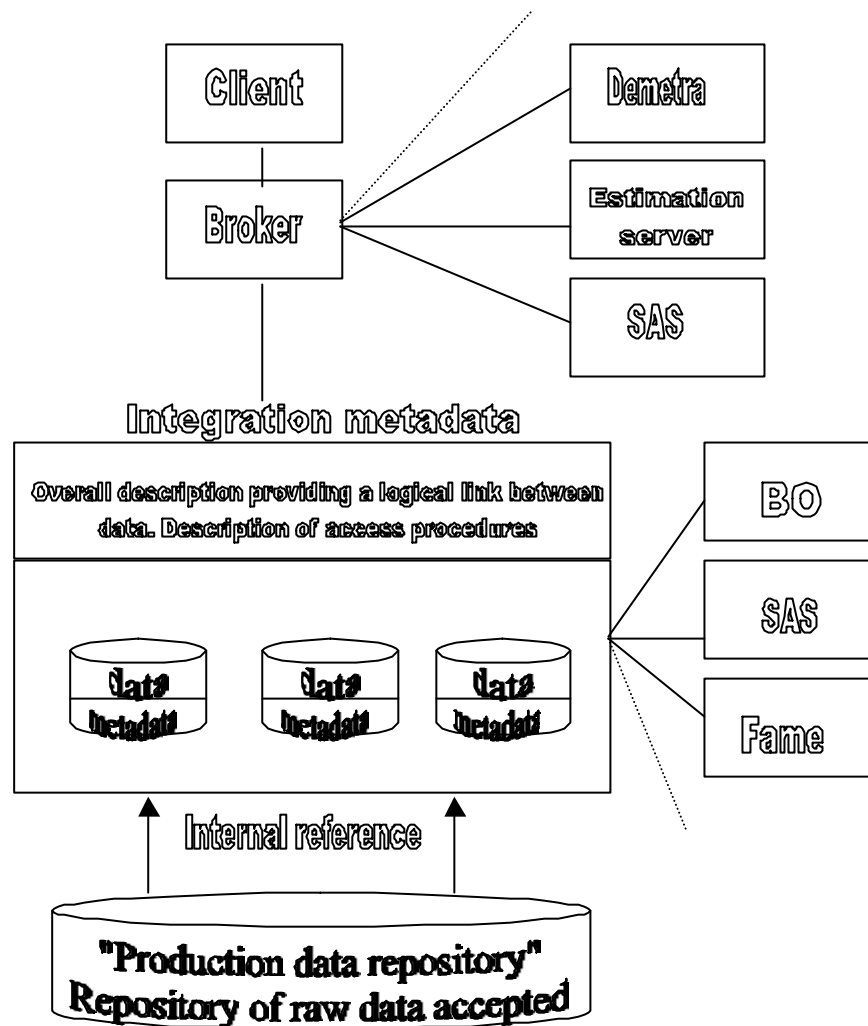 Client
Demetra
Broker
Estimation
server
SAS
Integration metadata
Overall description providing a logical link between
data. Description of access procedures
BO
SAS
Fame
data
metadata
data
metadata
data
metadata
Internal reference
"Production data repository"
Repository of raw data accepted